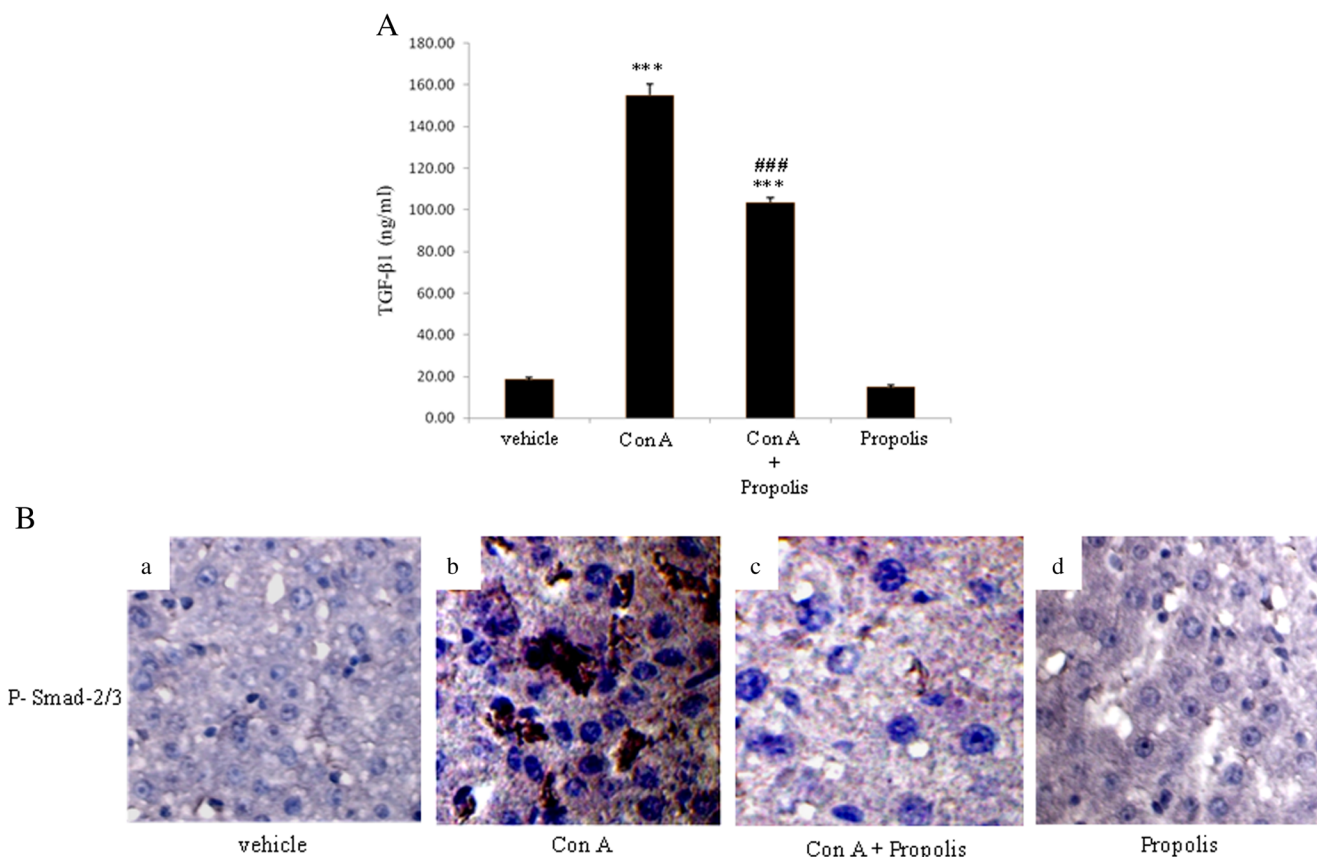 A
180.00
160.00
140.00
120.00
100.00
80.00
60.00
40.00
20.00
0.00
TGF-β1 (ng/ml)
***
###
***
vehicle
Con A
Con A
+
Propolis
Propolis
B
a
b
c
d
P- Smad-2/3
vehicle
Con A
Con A + Propolis
Propolis